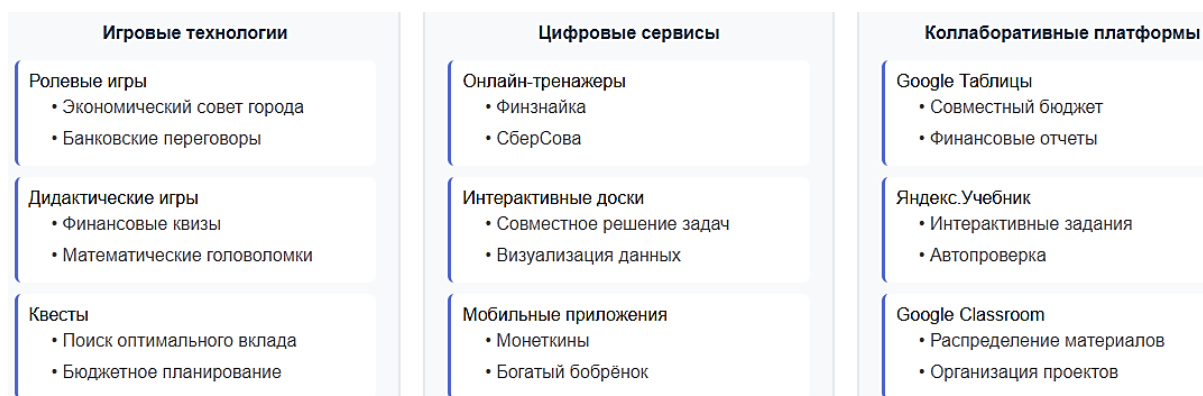 Игровые технологии
Ролевые игры
• Экономический совет города
• Банковские переговоры
Дидактические игры
• Финансовые квизы
• Математические головоломки
Квесты
• Поиск оптимального вклада
• Бюджетное планирование
Цифровые сервисы
Онлайн-тренажеры
• Финзнайка
• СберСова
Интерактивные доски
• Совместное решение задач
• Визуализация данных
Мобильные приложения
• Монеткины
• Богатый бобрёнок
Коллаборативные платформы
Google Таблицы
• Совместный бюджет
• Финансовые отчеты
Яндекс.Учебник
• Интерактивные задания
• Автопроверка
Google Classroom
• Распределение материалов
• Организация проектов